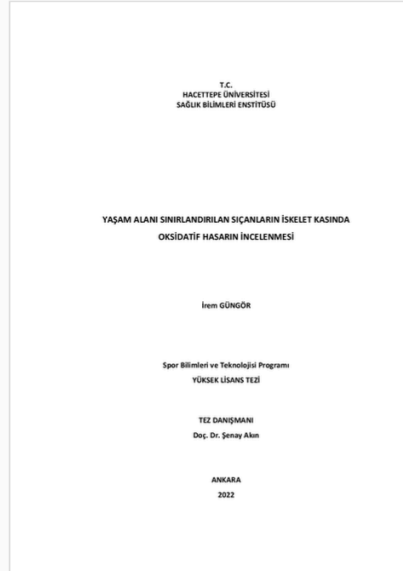 T.C.
HACETTEPE ÜNİVERSİTESİ
SAĞLIK BİLİMLERİ ENSTİTÜSÜ
YAŞAM ALANI SINIRLANDIRILAN SIÇANLARIN İSKELET KASINDA
OKSİDATİF HASARIN İNCELENMESİ
İrem GÜNGÖR
Spor Bilimleri ve Teknolojisi Programı
YÜKSEK LİSANS TEZİ
TEZ DANIŞMANI
Doç. Dr. Şenay Akın
ANKARA
2022